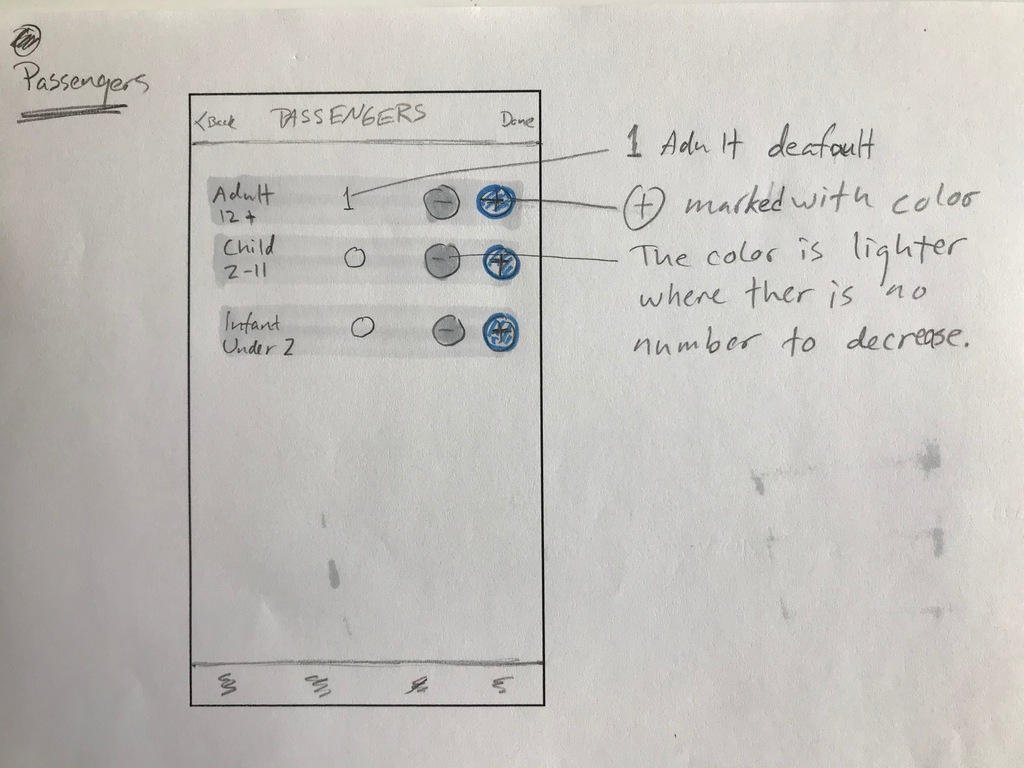 Passengers
<Back PASSENGERS Done
Adult 1 - +
12+
Child 0 - +
2-11
Infant 0 - +
Under 2
1 Adult deafault
+ marked with color
The color is lighter
where ther is no
number to decrease.